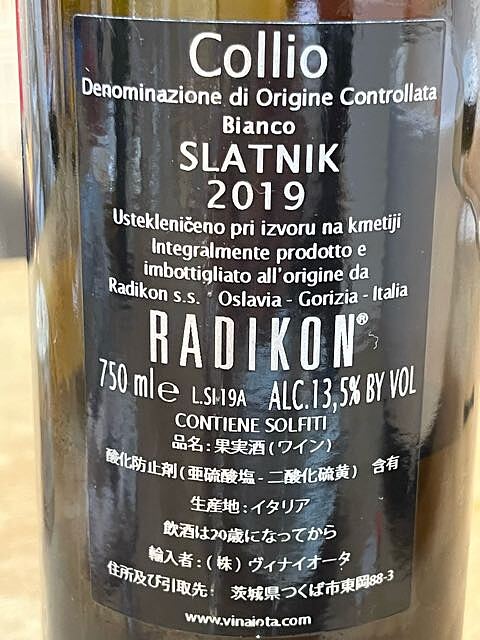 Collio
Denominazione di Origine Controllata
Bianco
SLATNIK
2019
Ustekleničeno pri izvoru na kmetiji
Integralmente prodotto e
imbottigliato all'origine da
Radikon s.s. Oslavia - Gorizia - Italia
RADIKON®
750 ml℮ L.SI19A ALC.13,5% BY VOL
CONTIENE SOLFITI
品名:果実酒(ワイン)
酸化防止剤(亜硫酸塩-二酸化硫黄) 含有
生産地:イタリア
飲酒は20歳になってから
輸入者:(株)ヴィナイオータ
住所及び引取先: 茨城県つくば市東岡88-3
www.vinaiota.com